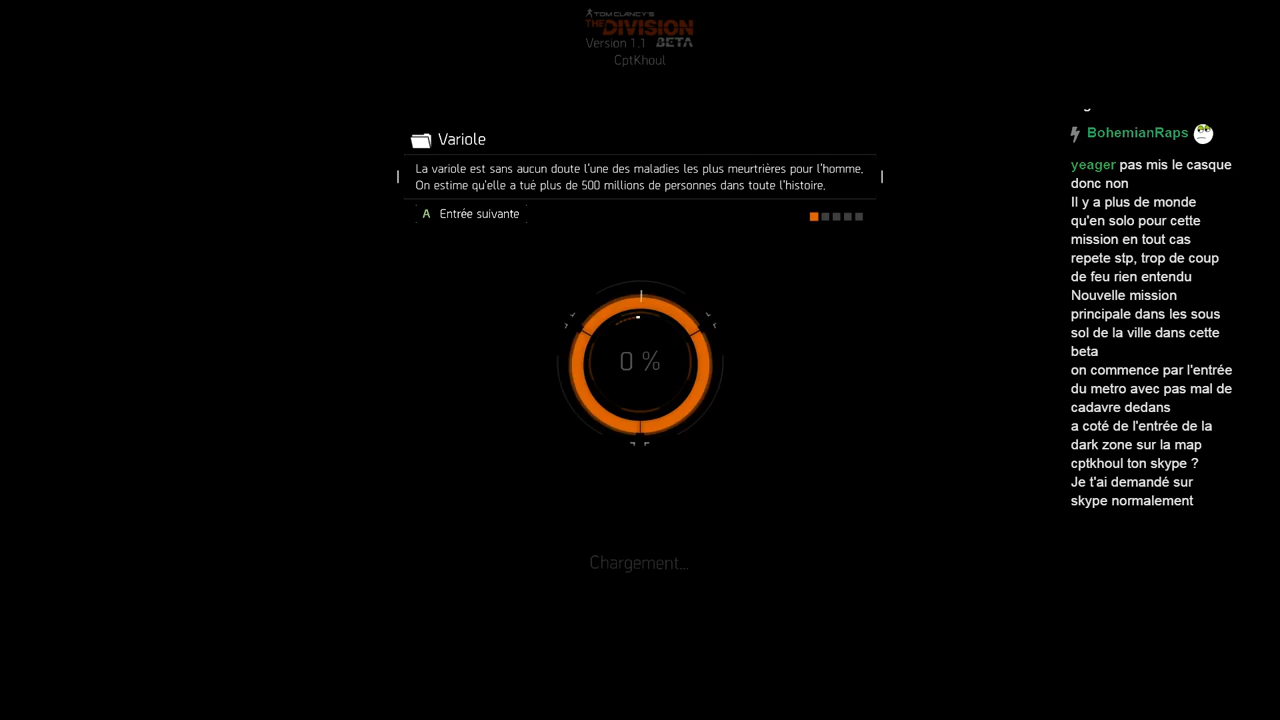 TOM CLANCY'S
THE DIVISION
Version 1.1 BETA
CptKhoul
Variole
La variole est sans aucun doute l'une des maladies les plus meurtrières pour l'homme.
On estime qu'elle a tué plus de 500 millions de personnes dans toute l'histoire.
A Entrée suivante
0 %
Chargement...
BohemianRaps
yeager pas mis le casque
donc non
Il y a plus de monde
qu'en solo pour cette
mission en tout cas
repete stp, trop de coup
de feu rien entendu
Nouvelle mission
principale dans les sous
sol de la ville dans cette
beta
on commence par l'entrée
du metro avec pas mal de
cadavre dedans
a coté de l'entrée de la
dark zone sur la map
cptkhoul ton skype ?
Je t'ai demandé sur
skype normalement